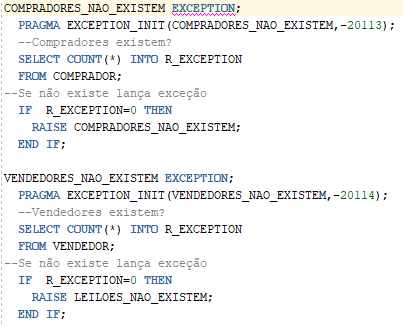 COMPRADORES_NAO_EXISTEM EXCEPTION;
PRAGMA EXCEPTION_INIT(COMPRADORES_NAO_EXISTEM,-20113);
--Compradores existem?
SELECT COUNT(*) INTO R_EXCEPTION
FROM COMPRADOR;
--Se não existe lança exceção
IF  R_EXCEPTION=0 THEN
RAISE COMPRADORES_NAO_EXISTEM;
END IF;
VENDEDORES_NAO_EXISTEM EXCEPTION;
PRAGMA EXCEPTION_INIT(VENDEDORES_NAO_EXISTEM,-20114);
--Vendedores existem?
SELECT COUNT(*) INTO R_EXCEPTION
FROM VENDEDOR;
--Se não existe lança exceção
IF  R_EXCEPTION=0 THEN
RAISE LEILOES_NAO_EXISTEM;
END IF;